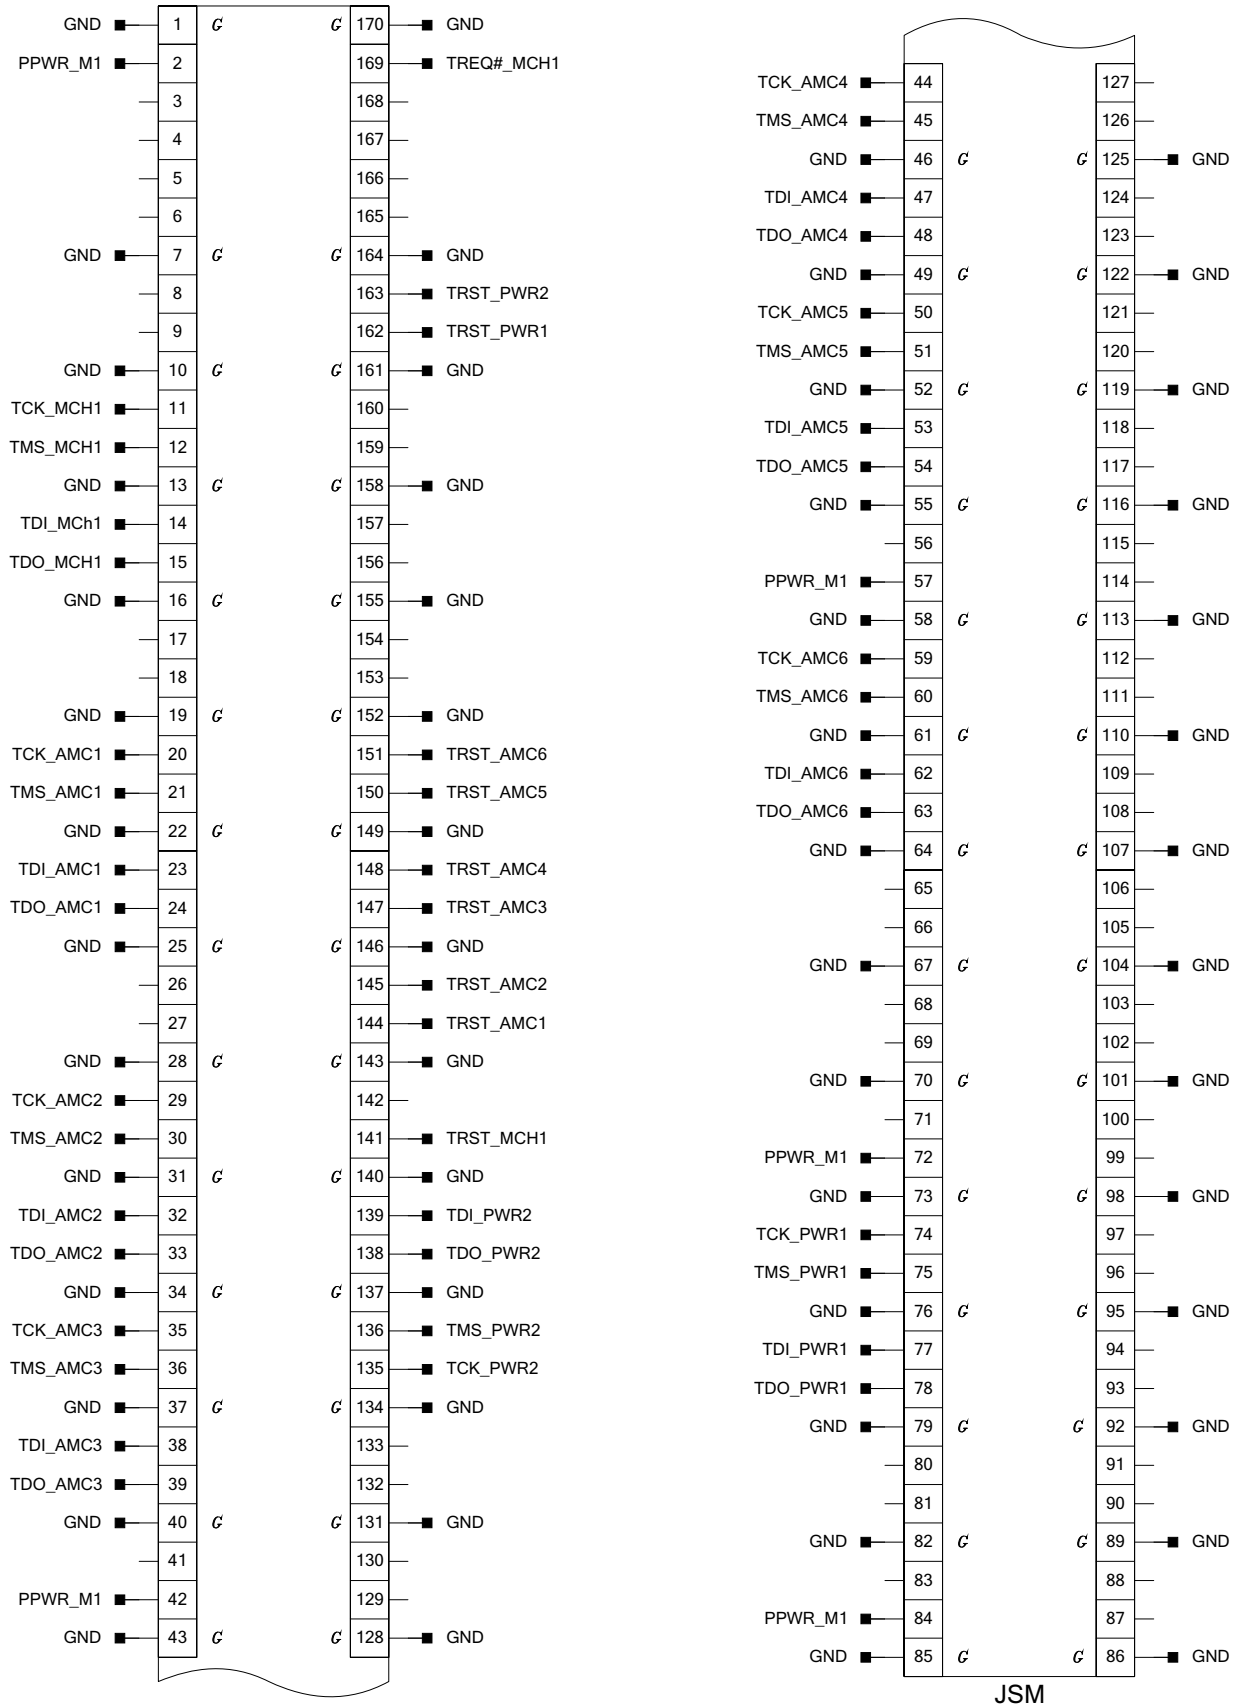 GND 1 G G 170 GND
PPWR_M1 2 169 TREQ#_MCH1
3 168
4 167
5 166
6 165
GND 7 G G 164 GND
8 163 TRST_PWR2
9 162 TRST_PWR1
GND 10 G G 161 GND
TCK_MCH1 11 160
TMS_MCH1 12 159
GND 13 G G 158 GND
TDI_MCh1 14 157
TDO_MCH1 15 156
GND 16 G G 155 GND
17 154
18 153
GND 19 G G 152 GND
TCK_AMC1 20 151 TRST_AMC6
TMS_AMC1 21 150 TRST_AMC5
GND 22 G G 149 GND
TDI_AMC1 23 148 TRST_AMC4
TDO_AMC1 24 147 TRST_AMC3
GND 25 G G 146 GND
26 145 TRST_AMC2
27 144 TRST_AMC1
GND 28 G G 143 GND
TCK_AMC2 29 142
TMS_AMC2 30 141 TRST_MCH1
GND 31 G G 140 GND
TDI_AMC2 32 139 TDI_PWR2
TDO_AMC2 33 138 TDO_PWR2
GND 34 G G 137 GND
TCK_AMC3 35 136 TMS_PWR2
TMS_AMC3 36 135 TCK_PWR2
GND 37 G G 134 GND
TDI_AMC3 38 133
TDO_AMC3 39 132
GND 40 G G 131 GND
41 130
PPWR_M1 42 129
GND 43 G G 128 GND
TCK_AMC4 44 127
TMS_AMC4 45 126
GND 46 G G 125 GND
TDI_AMC4 47 124
TDO_AMC4 48 123
GND 49 G G 122 GND
TCK_AMC5 50 121
TMS_AMC5 51 120
GND 52 G G 119 GND
TDI_AMC5 53 118
TDO_AMC5 54 117
GND 55 G G 116 GND
56 115
PPWR_M1 57 114
GND 58 G G 113 GND
TCK_AMC6 59 112
TMS_AMC6 60 111
GND 61 G G 110 GND
TDI_AMC6 62 109
TDO_AMC6 63 108
GND 64 G G 107 GND
65 106
66 105
GND 67 G G 104 GND
68 103
69 102
GND 70 G G 101 GND
71 100
PPWR_M1 72 99
GND 73 G G 98 GND
TCK_PWR1 74 97
TMS_PWR1 75 96
GND 76 G G 95 GND
TDI_PWR1 77 94
TDO_PWR1 78 93
GND 79 G G 92 GND
80 91
81 90
GND 82 G G 89 GND
83 88
PPWR_M1 84 87
GND 85 G G 86 GND
JSM